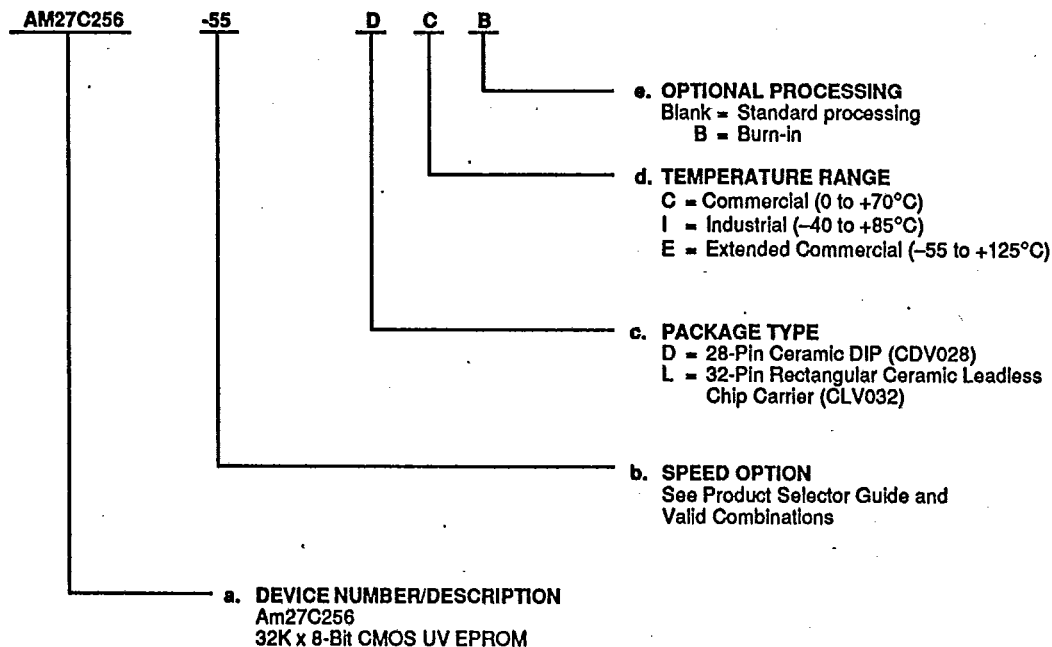 AM27C256 -55 D C B
e. OPTIONAL PROCESSING
Blank = Standard processing
B = Burn-in
d. TEMPERATURE RANGE
C = Commercial (0 to +70°C)
I = Industrial (–40 to +85°C)
E = Extended Commercial (–55 to +125°C)
c. PACKAGE TYPE
D = 28-Pin Ceramic DIP (CDV028)
L = 32-Pin Rectangular Ceramic Leadless
Chip Carrier (CLV032)
b. SPEED OPTION
See Product Selector Guide and
Valid Combinations
a. DEVICE NUMBER/DESCRIPTION
Am27C256
32K x 8-Bit CMOS UV EPROM